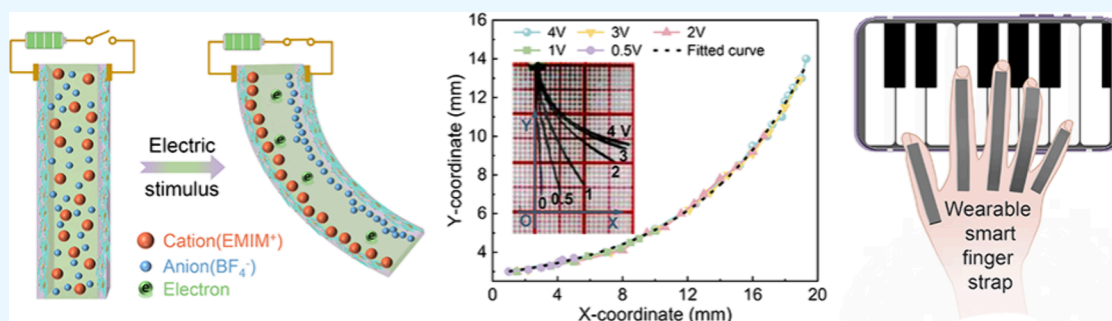 Electric
stimulus
Cation(EMIM⁺)
Anion(BF₄⁻)
e Electron
e
e
e
e
Y-coordinate (mm)
16
14
12
10
8
6
4
4V
3V
2V
1V
0.5V
Fitted curve
Y
4 V
3
2
1
0.5
0
O
X
0
4
8
12
16
20
X-coordinate (mm)
Wearable
smart
finger
strap